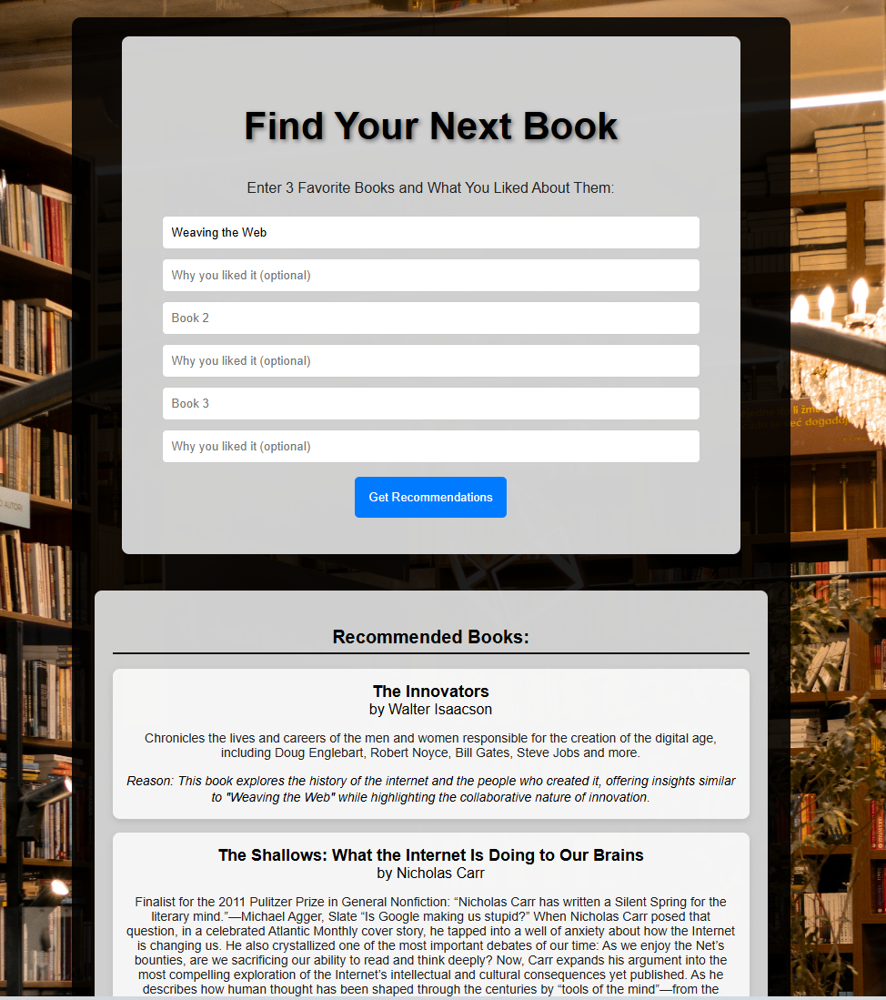 Find Your Next Book
Enter 3 Favorite Books and What You Liked About Them:
Weaving the Web
Why you liked it (optional)
Book 2
Why you liked it (optional)
Book 3
Why you liked it (optional)
Get Recommendations
AUTORI
Recommended Books:
The Innovators
by Walter Isaacson
Chronicles the lives and careers of the men and women responsible for the creation of the digital age,
including Doug Englebart, Robert Noyce, Bill Gates, Steve Jobs and more.
Reason: This book explores the history of the internet and the people who created it, offering insights similar
to "Weaving the Web" while highlighting the collaborative nature of innovation.
The Shallows: What the Internet Is Doing to Our Brains
by Nicholas Carr
Finalist for the 2011 Pulitzer Prize in General Nonfiction: “Nicholas Carr has written a Silent Spring for the
literary mind.”—Michael Agger, Slate “Is Google making us stupid?” When Nicholas Carr posed that
question, in a celebrated Atlantic Monthly cover story, he tapped into a well of anxiety about how the Internet
is changing us. He also crystallized one of the most important debates of our time: As we enjoy the Net’s
bounties, are we sacrificing our ability to read and think deeply? Now, Carr expands his argument into the
most compelling exploration of the Internet’s intellectual and cultural consequences yet published. As he
describes how human thought has been shaped through the centuries by “tools of the mind”—from the